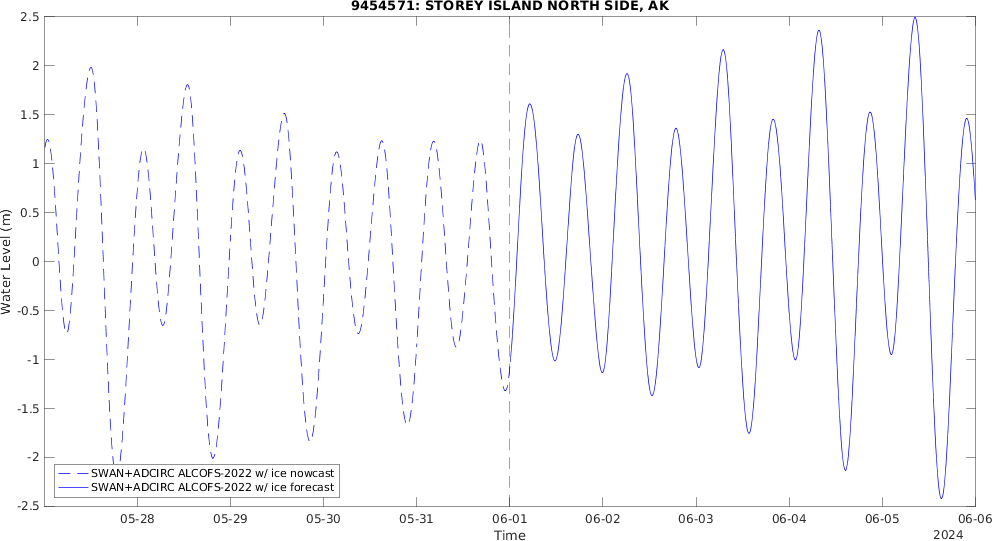 9454571: STOREY ISLAND NORTH SIDE, AK
Water Level (m)
2.5
2
1.5
1
0.5
0
-0.5
-1
-1.5
-2
-2.5
SWAN+ADCIRC ALCOFS-2022 w/ ice nowcast
SWAN+ADCIRC ALCOFS-2022 w/ ice forecast
05-28 05-29 05-30 05-31 06-01 06-02 06-03 06-04 06-05 06-06
Time
2024